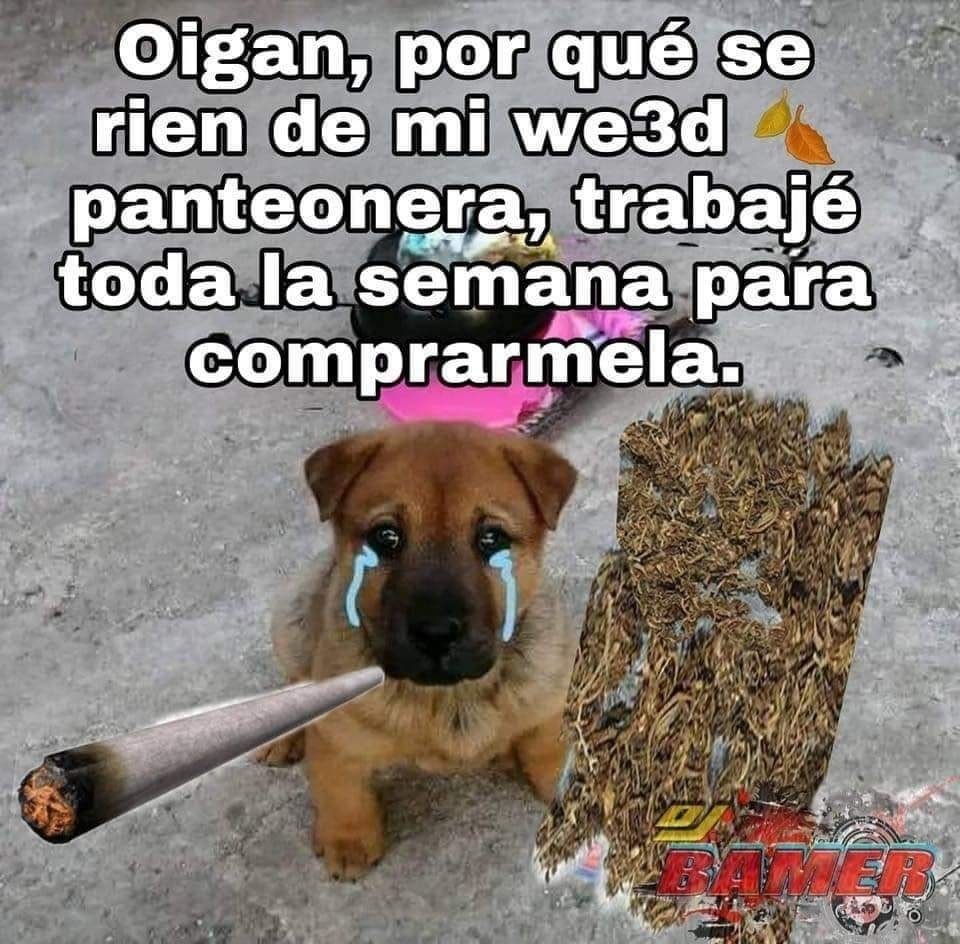 Oigan, por qué se
rien de mi we3d 🍂
panteonera, trabajé
toda la semana para
comprarmela.
DJ
BAMER